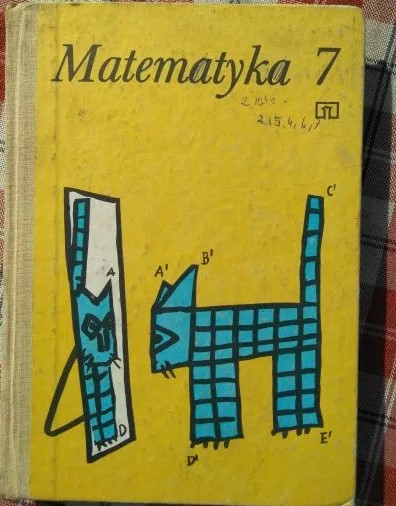 Matematyka 7
C'
B'
A'
A
D
D'
E'